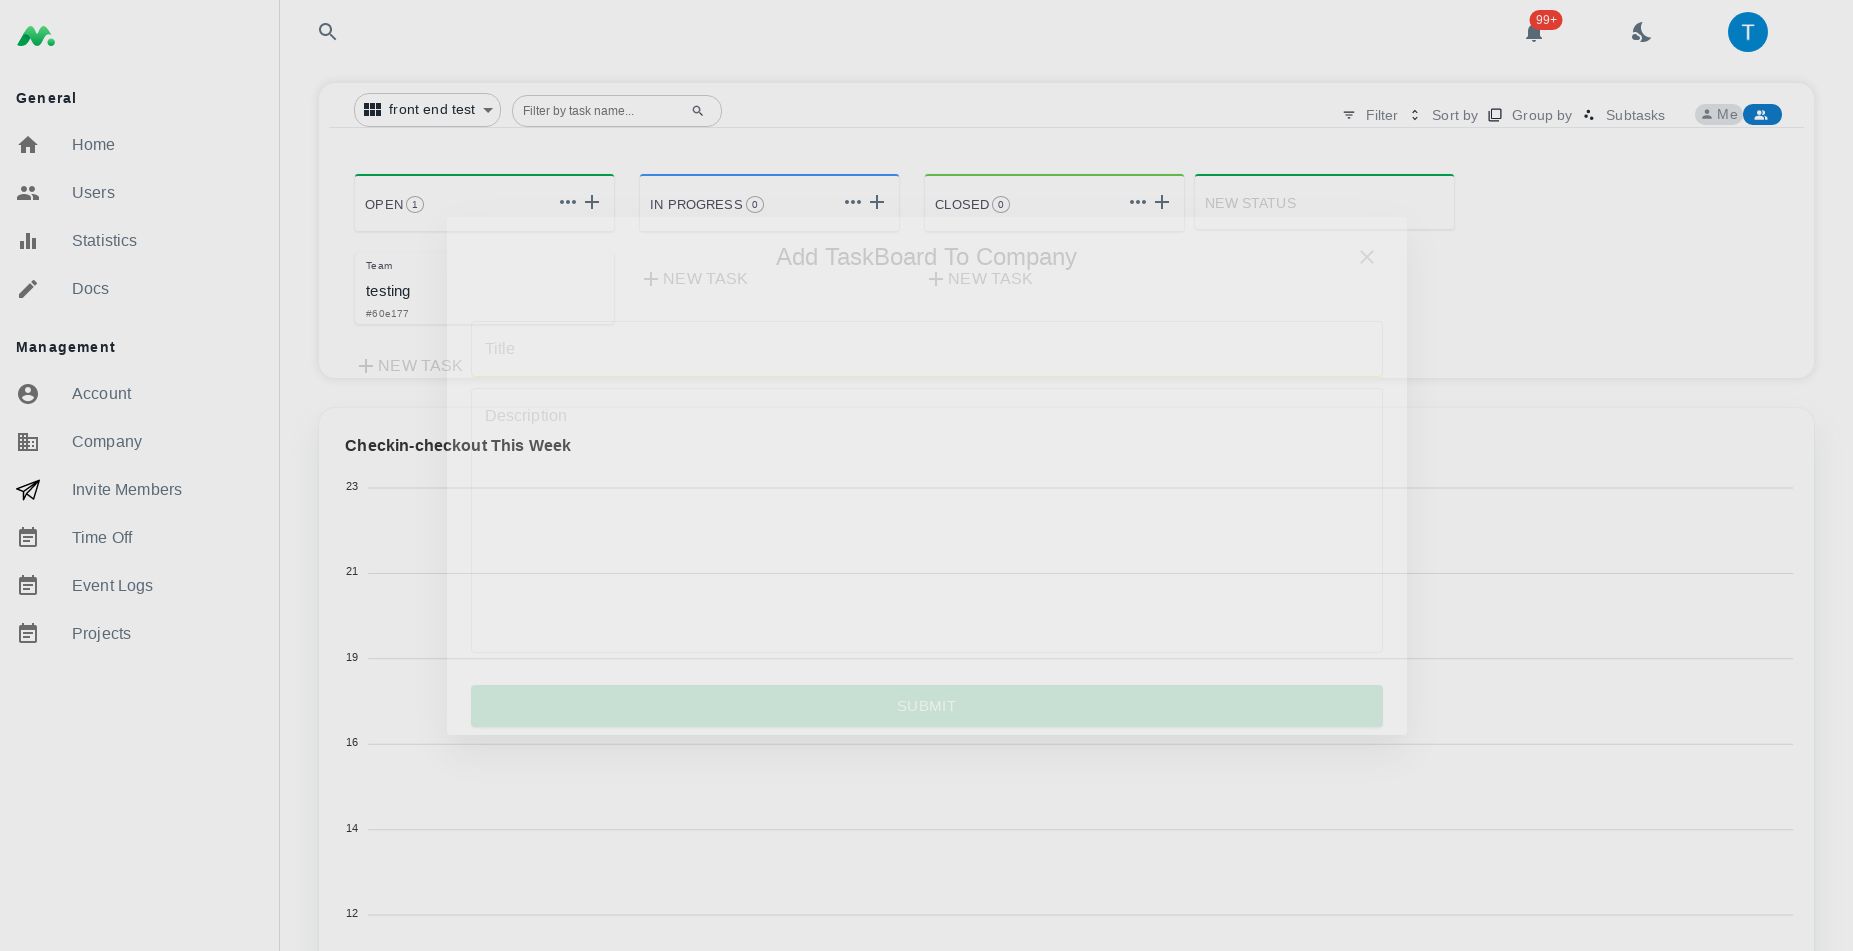 99+
T
General
Home
Users
Statistics
Docs
Management
Account
Company
Invite Members
Time Off
Event Logs
Projects
front end test
Filter by task name...
Filter
Sort by
Group by
Subtasks
Me
OPEN 1
IN PROGRESS 0
CLOSED 0
NEW STATUS
Team
testing
#60e177
NEW TASK
NEW TASK
NEW TASK
Add TaskBoard To Company
Title
Description
SUBMIT
Checkin-checkout This Week
23
21
19
16
14
12